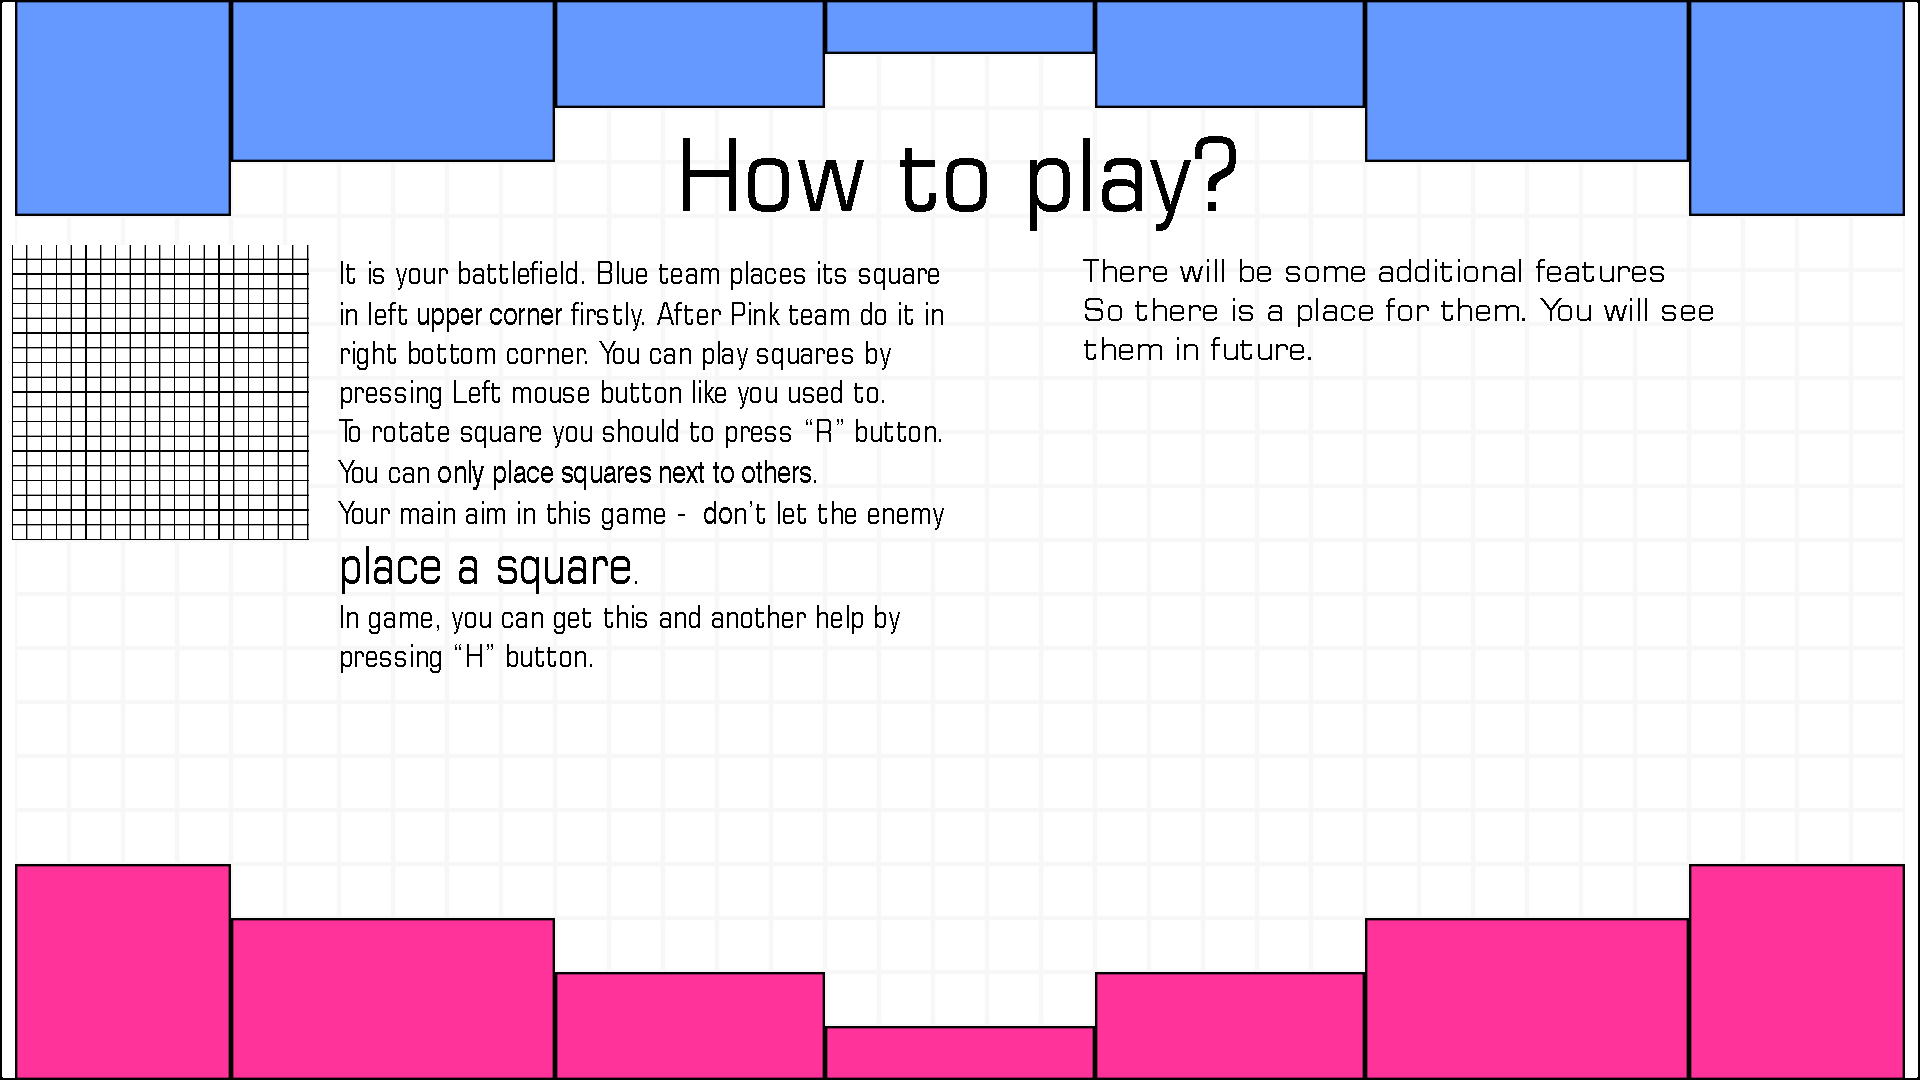 How to play?
It is your battlefield. Blue team places its square
in left upper corner firstly. After Pink team do it in
right bottom corner. You can play squares by
pressing Left mouse button like you used to.
To rotate square you should to press “R” button.
You can only place squares next to others.
Your main aim in this game - don’t let the enemy
place a square.
In game, you can get this and another help by
pressing “H” button.
There will be some additional features
So there is a place for them. You will see
them in future.